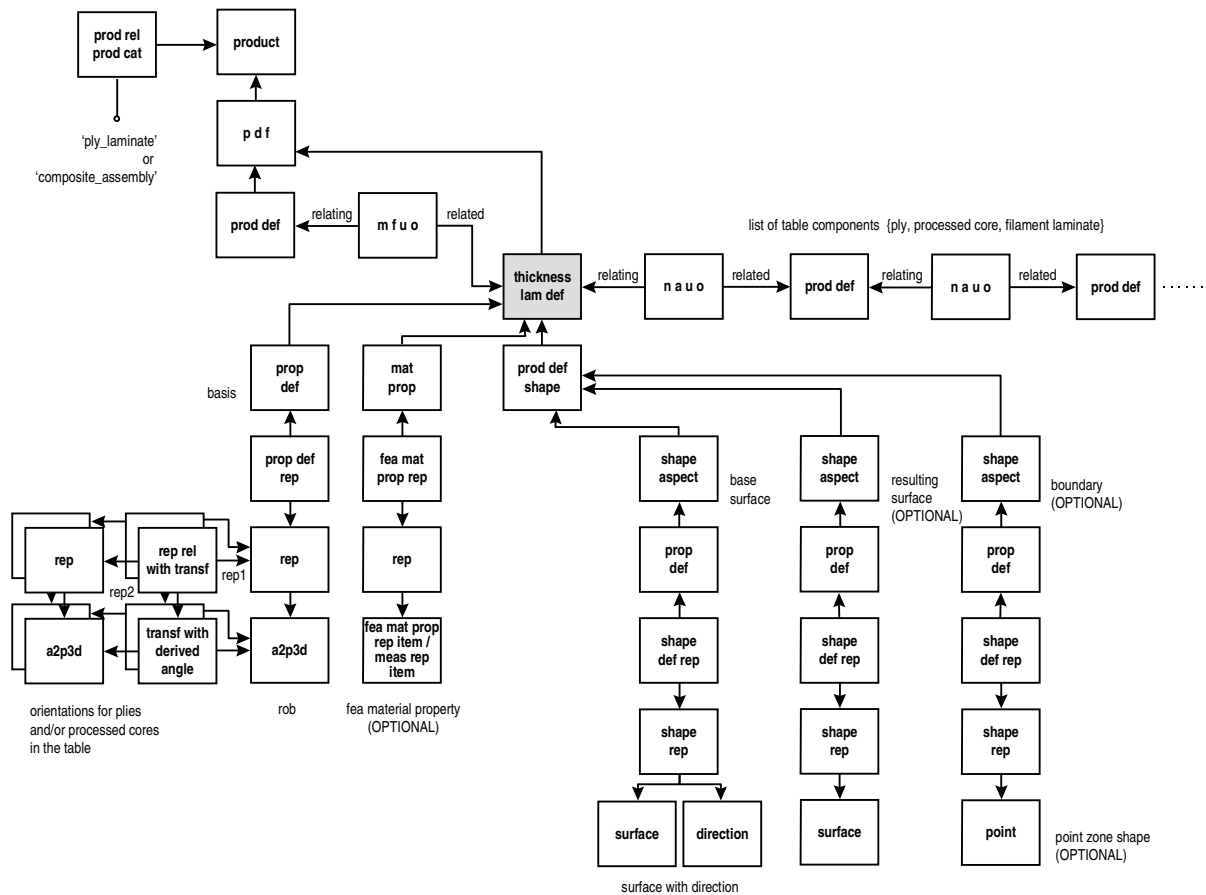 prod rel
prod cat
product
‘ply_laminate’
or
‘composite_assembly’
p d f
prod def
relating
m f u o
related
list of table components {ply, processed core, filament laminate}
thickness
lam def
relating
n a u o
related
prod def
relating
n a u o
related
prod def
basis
prop
def
mat
prop
prod def
shape
prop def
rep
fea mat
prop rep
shape
aspect
base
surface
shape
aspect
resulting
surface
(OPTIONAL)
shape
aspect
boundary
(OPTIONAL)
rep
rep rel
with transf
rep1
rep
rep
prop
def
prop
def
prop
def
rep2
a2p3d
transf with
derived
angle
a2p3d
fea mat prop
rep item /
meas rep
item
shape
def rep
shape
def rep
shape
def rep
orientations for plies
and/or processed cores
in the table
rob
fea material property
(OPTIONAL)
shape
rep
shape
rep
shape
rep
surface
direction
surface
point
point zone shape
(OPTIONAL)
surface with direction